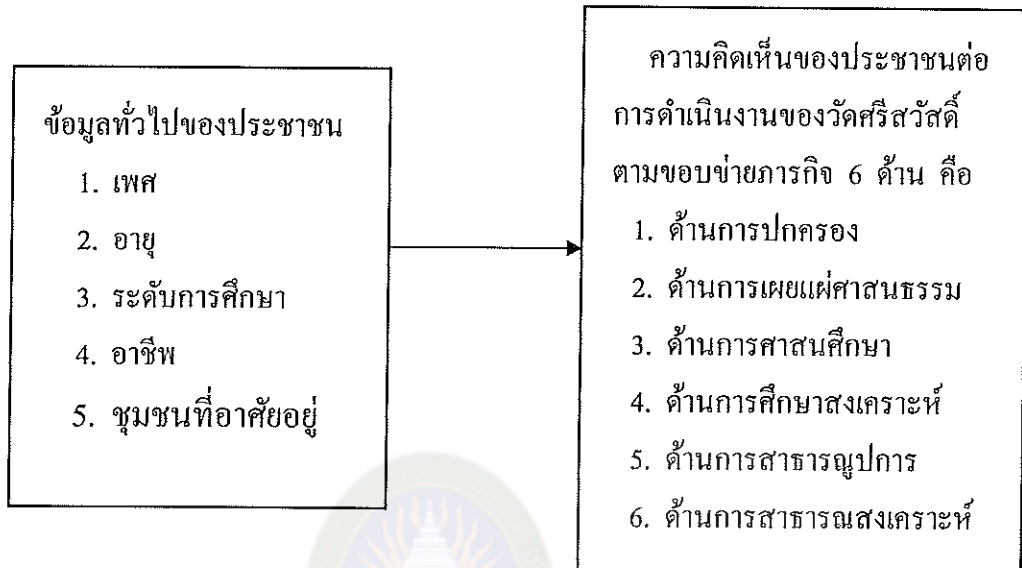 ข้อมูลทั่วไปของประชาชน
1. เพศ
2. อายุ
3. ระดับการศึกษา
4. อาชีพ
5. ชุมชนที่อาศัยอยู่
ความคิดเห็นของประชาชนต่อ
การดำเนินงานของวัดศรีสวัสดิ์
ตามขอบข่ายภารกิจ 6 ด้าน คือ
1. ด้านการปกครอง
2. ด้านการเผยแผ่ศาสนธรรม
3. ด้านการศาสนศึกษา
4. ด้านการศึกษาสงเคราะห์
5. ด้านการสาธารณูปการ
6. ด้านการสาธารณสงเคราะห์